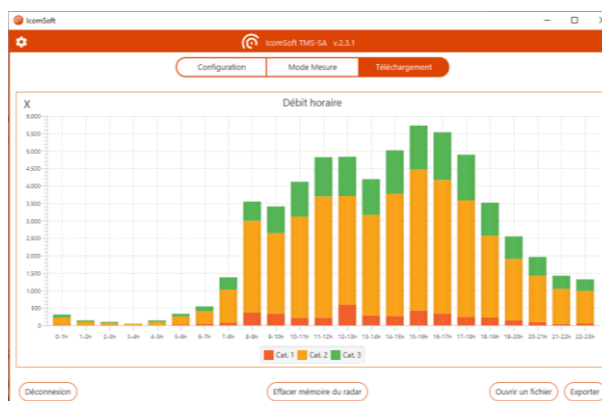 IcomSoft
IcomSoft TMS-SA v.2.3.1
Configuration
Mode Mesure
Téléchargement
X
Débit horaire
6.000
5.500
5.000
4.500
4.000
3.500
3.000
2.500
2.000
1.500
1.000
500
0
0-1h 1-2h 2-3h 3-4h 4-5h 5-6h 6-7h 7-8h 8-9h 9-10h 10-11h 11-12h 12-13h 13-14h 14-15h 15-16h 16-17h 17-18h 18-19h 19-20h 20-21h 21-22h 22-23h
Cat. 1 Cat. 2 Cat. 3
Déconnexion
Effacer mémoire du radar
Ouvrir un fichier
Exporter